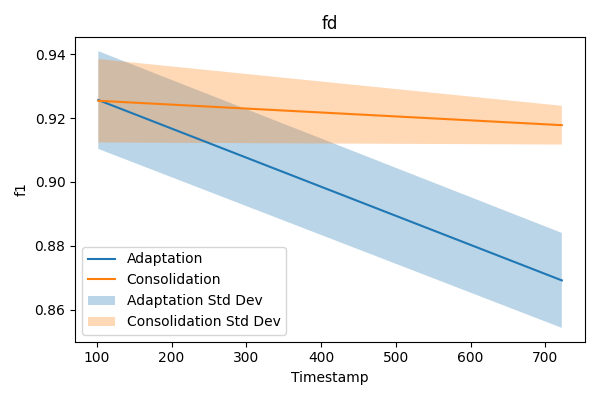 fd
0.94
0.92
0.90
0.88
0.86
f1
Adaptation
Consolidation
Adaptation Std Dev
Consolidation Std Dev
100 200 300 400 500 600 700
Timestamp